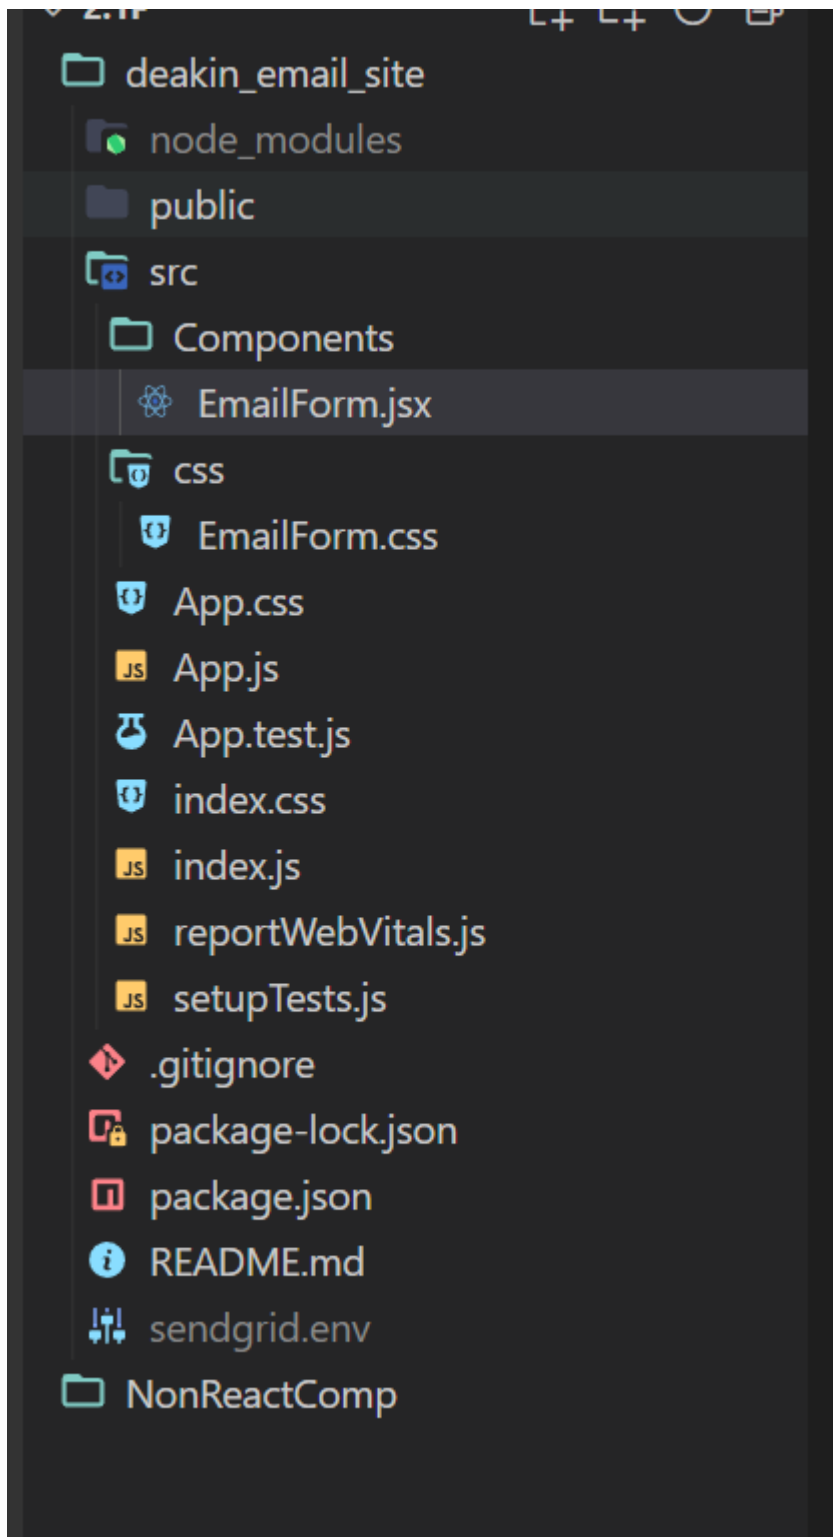 deakin_email_site
node_modules
public
src
Components
EmailForm.jsx
css
EmailForm.css
App.css
App.js
App.test.js
index.css
index.js
reportWebVitals.js
setupTests.js
.gitignore
package-lock.json
package.json
README.md
sendgrid.env
NonReactComp